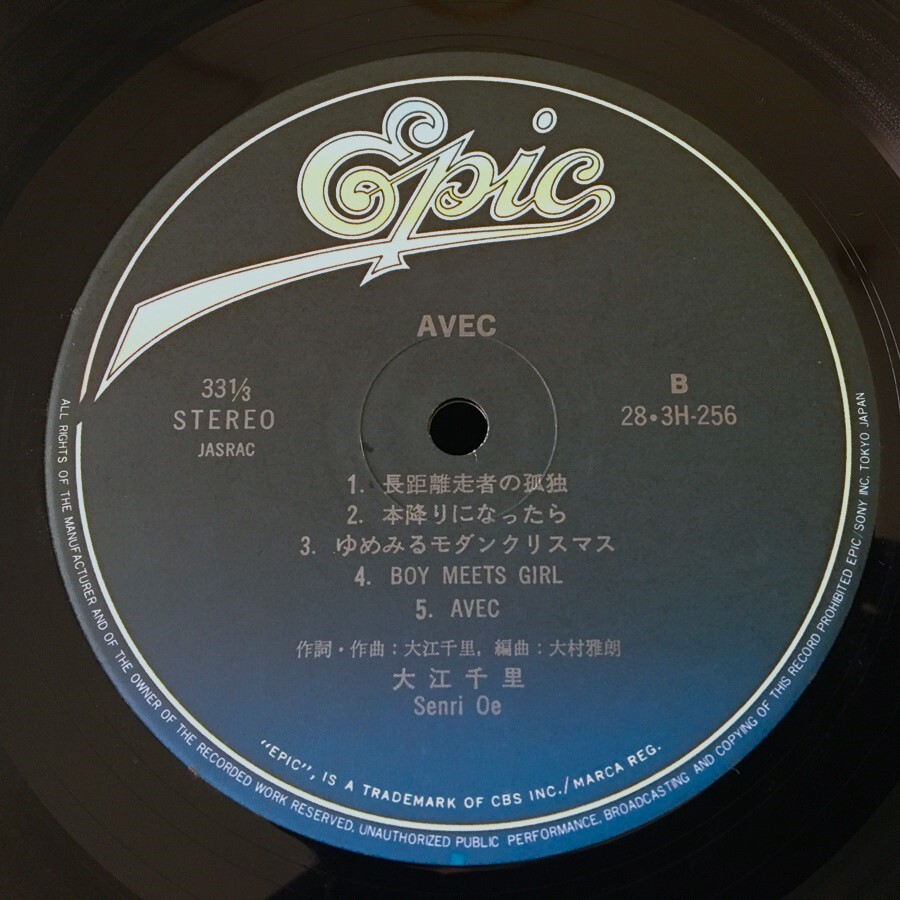 Epic
AVEC
33⅓
STEREO
JASRAC
B
28•3H-256
1. 長距離走者の孤独
2. 本降りになったら
3. ゆめみるモダンクリスマス
4. BOY MEETS GIRL
5. AVEC
作詞・作曲：大江千里, 編曲：大村雅朗
大江千里
Senri Oe
"EPIC", IS A TRADEMARK OF CBS INC./MARCA REG.
ALL RIGHTS OF THE MANUFACTURER AND OF THE OWNER OF THE RECORDED WORK RESERVED. UNAUTHORIZED PUBLIC PERFORMANCE, BROADCASTING AND COPYING OF THIS RECORD PROHIBITED EPIC/SONY INC. TOKYO JAPAN